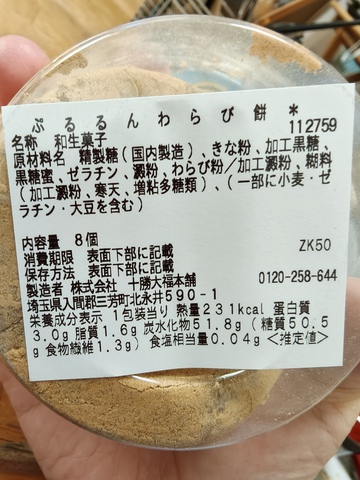 ぷるるんわらび餅 *
112759
名称 和生菓子
原材料名 精製糖(国内製造)、きな粉、加工黒糖、
黒糖蜜、ゼラチン、澱粉、わらび粉/加工澱粉、糊料
(加工澱粉、寒天、増粘多糖類)、(一部に小麦・ゼ
ラチン・大豆を含む)
内容量 8個
消費期限 表面下部に記載 ZK50
保存方法 表面下部に記載
製造者 株式会社 十勝大福本舗 0120-258-644
埼玉県入間郡三芳町北永井590-1
栄養成分表示 1包装当り 熱量231kcal 蛋白質
3.0g 脂質1.6g 炭水化物51.8g(糖質50.5
g 食物繊維1.3g) 食塩相当量0.04g <推定値>